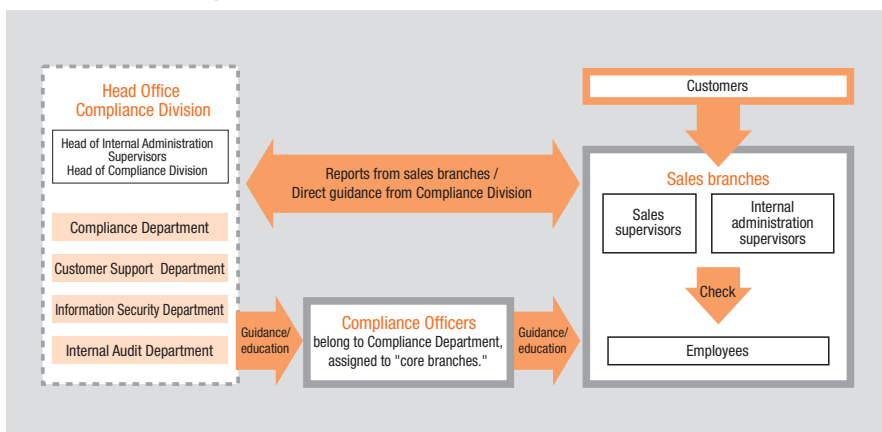 Head Office
Compliance Division
Head of Internal Administration
Supervisors
Head of Compliance Division
Compliance Department
Customer Support Department
Information Security Department
Internal Audit Department
Reports from sales branches /
Direct guidance from Compliance Division
Guidance/
education
Compliance Officers
belong to Compliance Department,
assigned to "core branches."
Guidance/
education
Customers
Sales branches
Sales
supervisors
Internal
administration
supervisors
Check
Employees